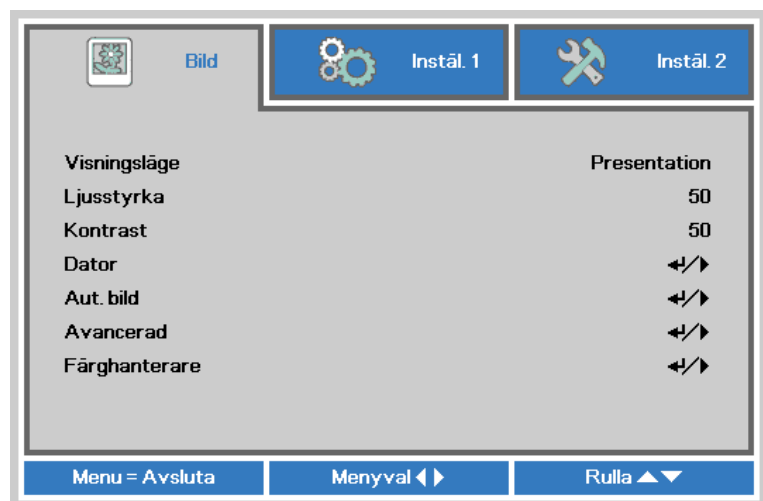 Bild Instäl. 1 Instäl. 2
Visningsläge Presentation
Ljusstyrka 50
Kontrast 50
Dator
Aut. bild
Avancerad
Färghanterare
Menu = Avsluta Menyval Rulla